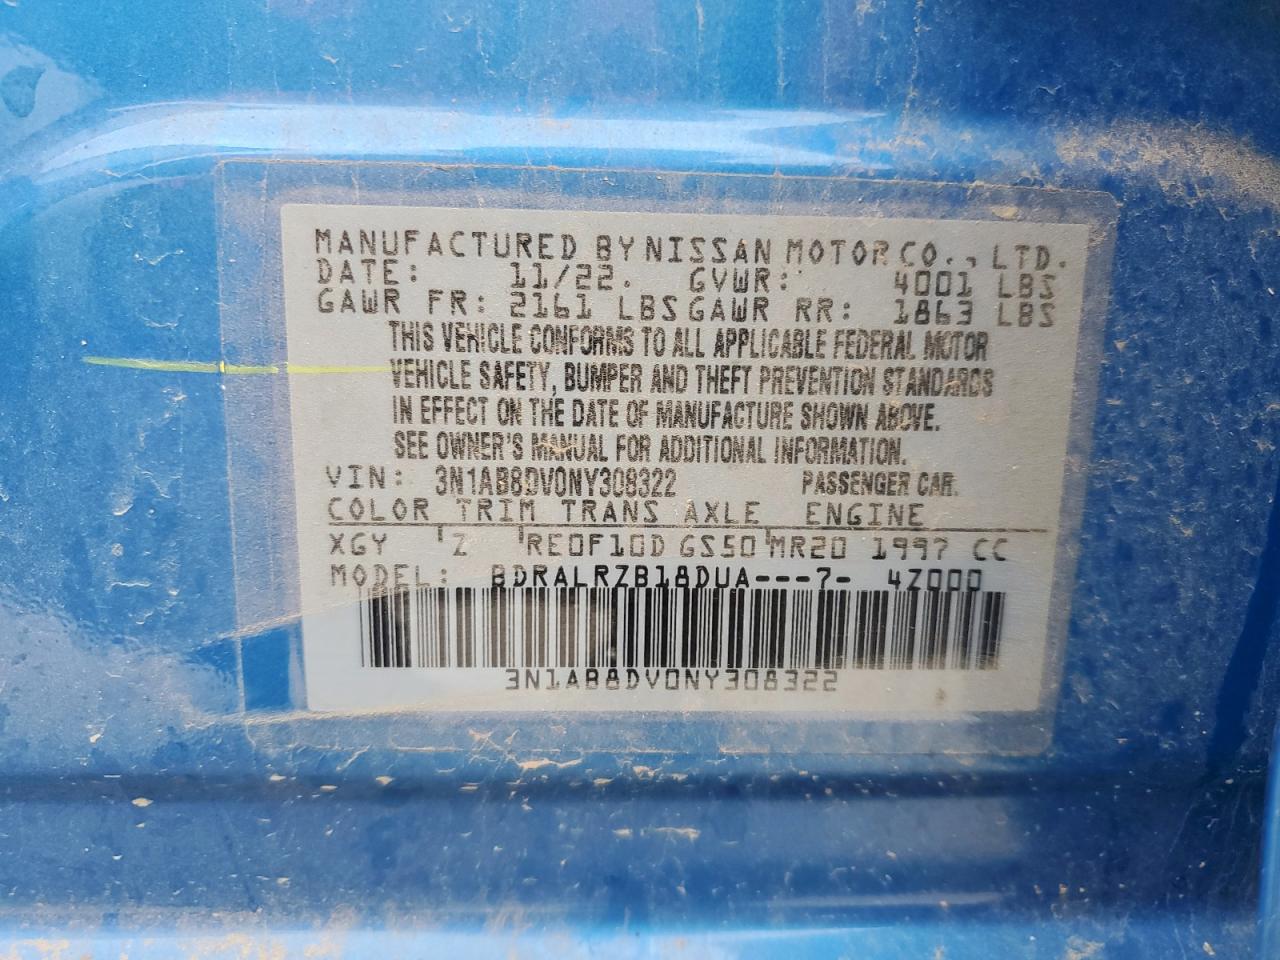 MANUFACTURED BY NISSAN MOTOR CO., LTD.
DATE: 11/22. GVWR: 4001 LBS
GAWR FR: 2161 LBS GAWR RR: 1863 LBS
THIS VEHICLE CONFORMS TO ALL APPLICABLE FEDERAL MOTOR
VEHICLE SAFETY, BUMPER AND THEFT PREVENTION STANDARDS
IN EFFECT ON THE DATE OF MANUFACTURE SHOWN ABOVE.
SEE OWNER'S MANUAL FOR ADDITIONAL INFORMATION.
VIN: 3N1AB8DV0NY308322 PASSENGER CAR.
COLOR TRIM TRANS AXLE ENGINE
XGY Z RE0F10D GS50 MR20 1997 CC
MODEL: BDRALRZB18DUA---7- 4Z000
3N1AB8DV0NY308322